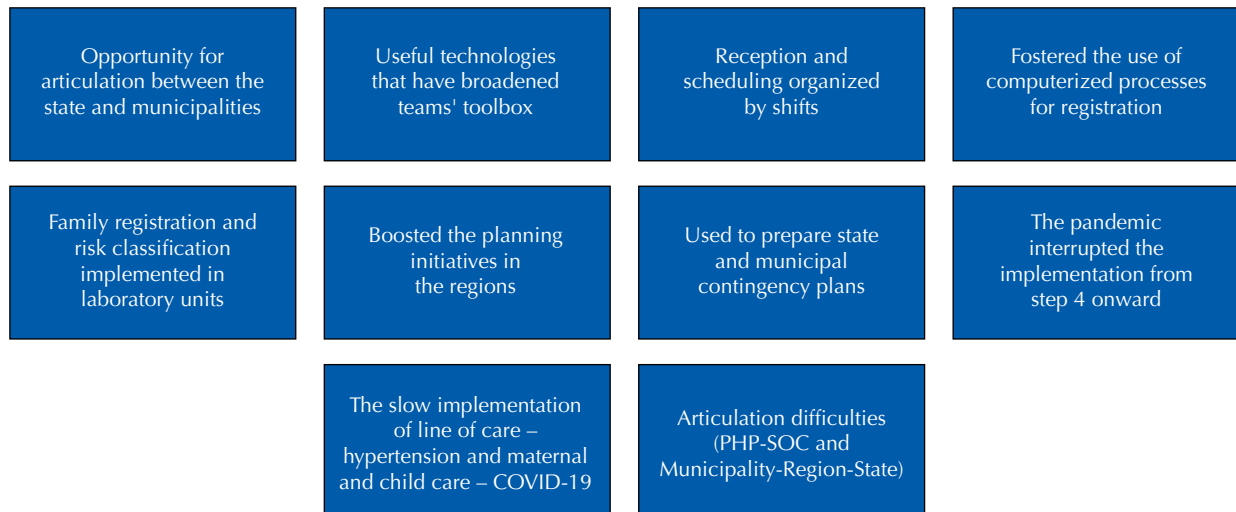 Opportunity for
articulation between the
state and municipalities
Useful technologies
that have broadened
teams' toolbox
Reception and
scheduling organized
by shifts
Fostered the use of
computerized processes
for registration
Family registration and
risk classification
implemented in
laboratory units
Boosted the planning
initiatives in
the regions
Used to prepare state
and municipal
contingency plans
The pandemic
interrupted the
implementation from
step 4 onward
The slow implementation
of line of care –
hypertension and maternal
and child care – COVID-19
Articulation difficulties
(PHP-SOC and
Municipality-Region-State)